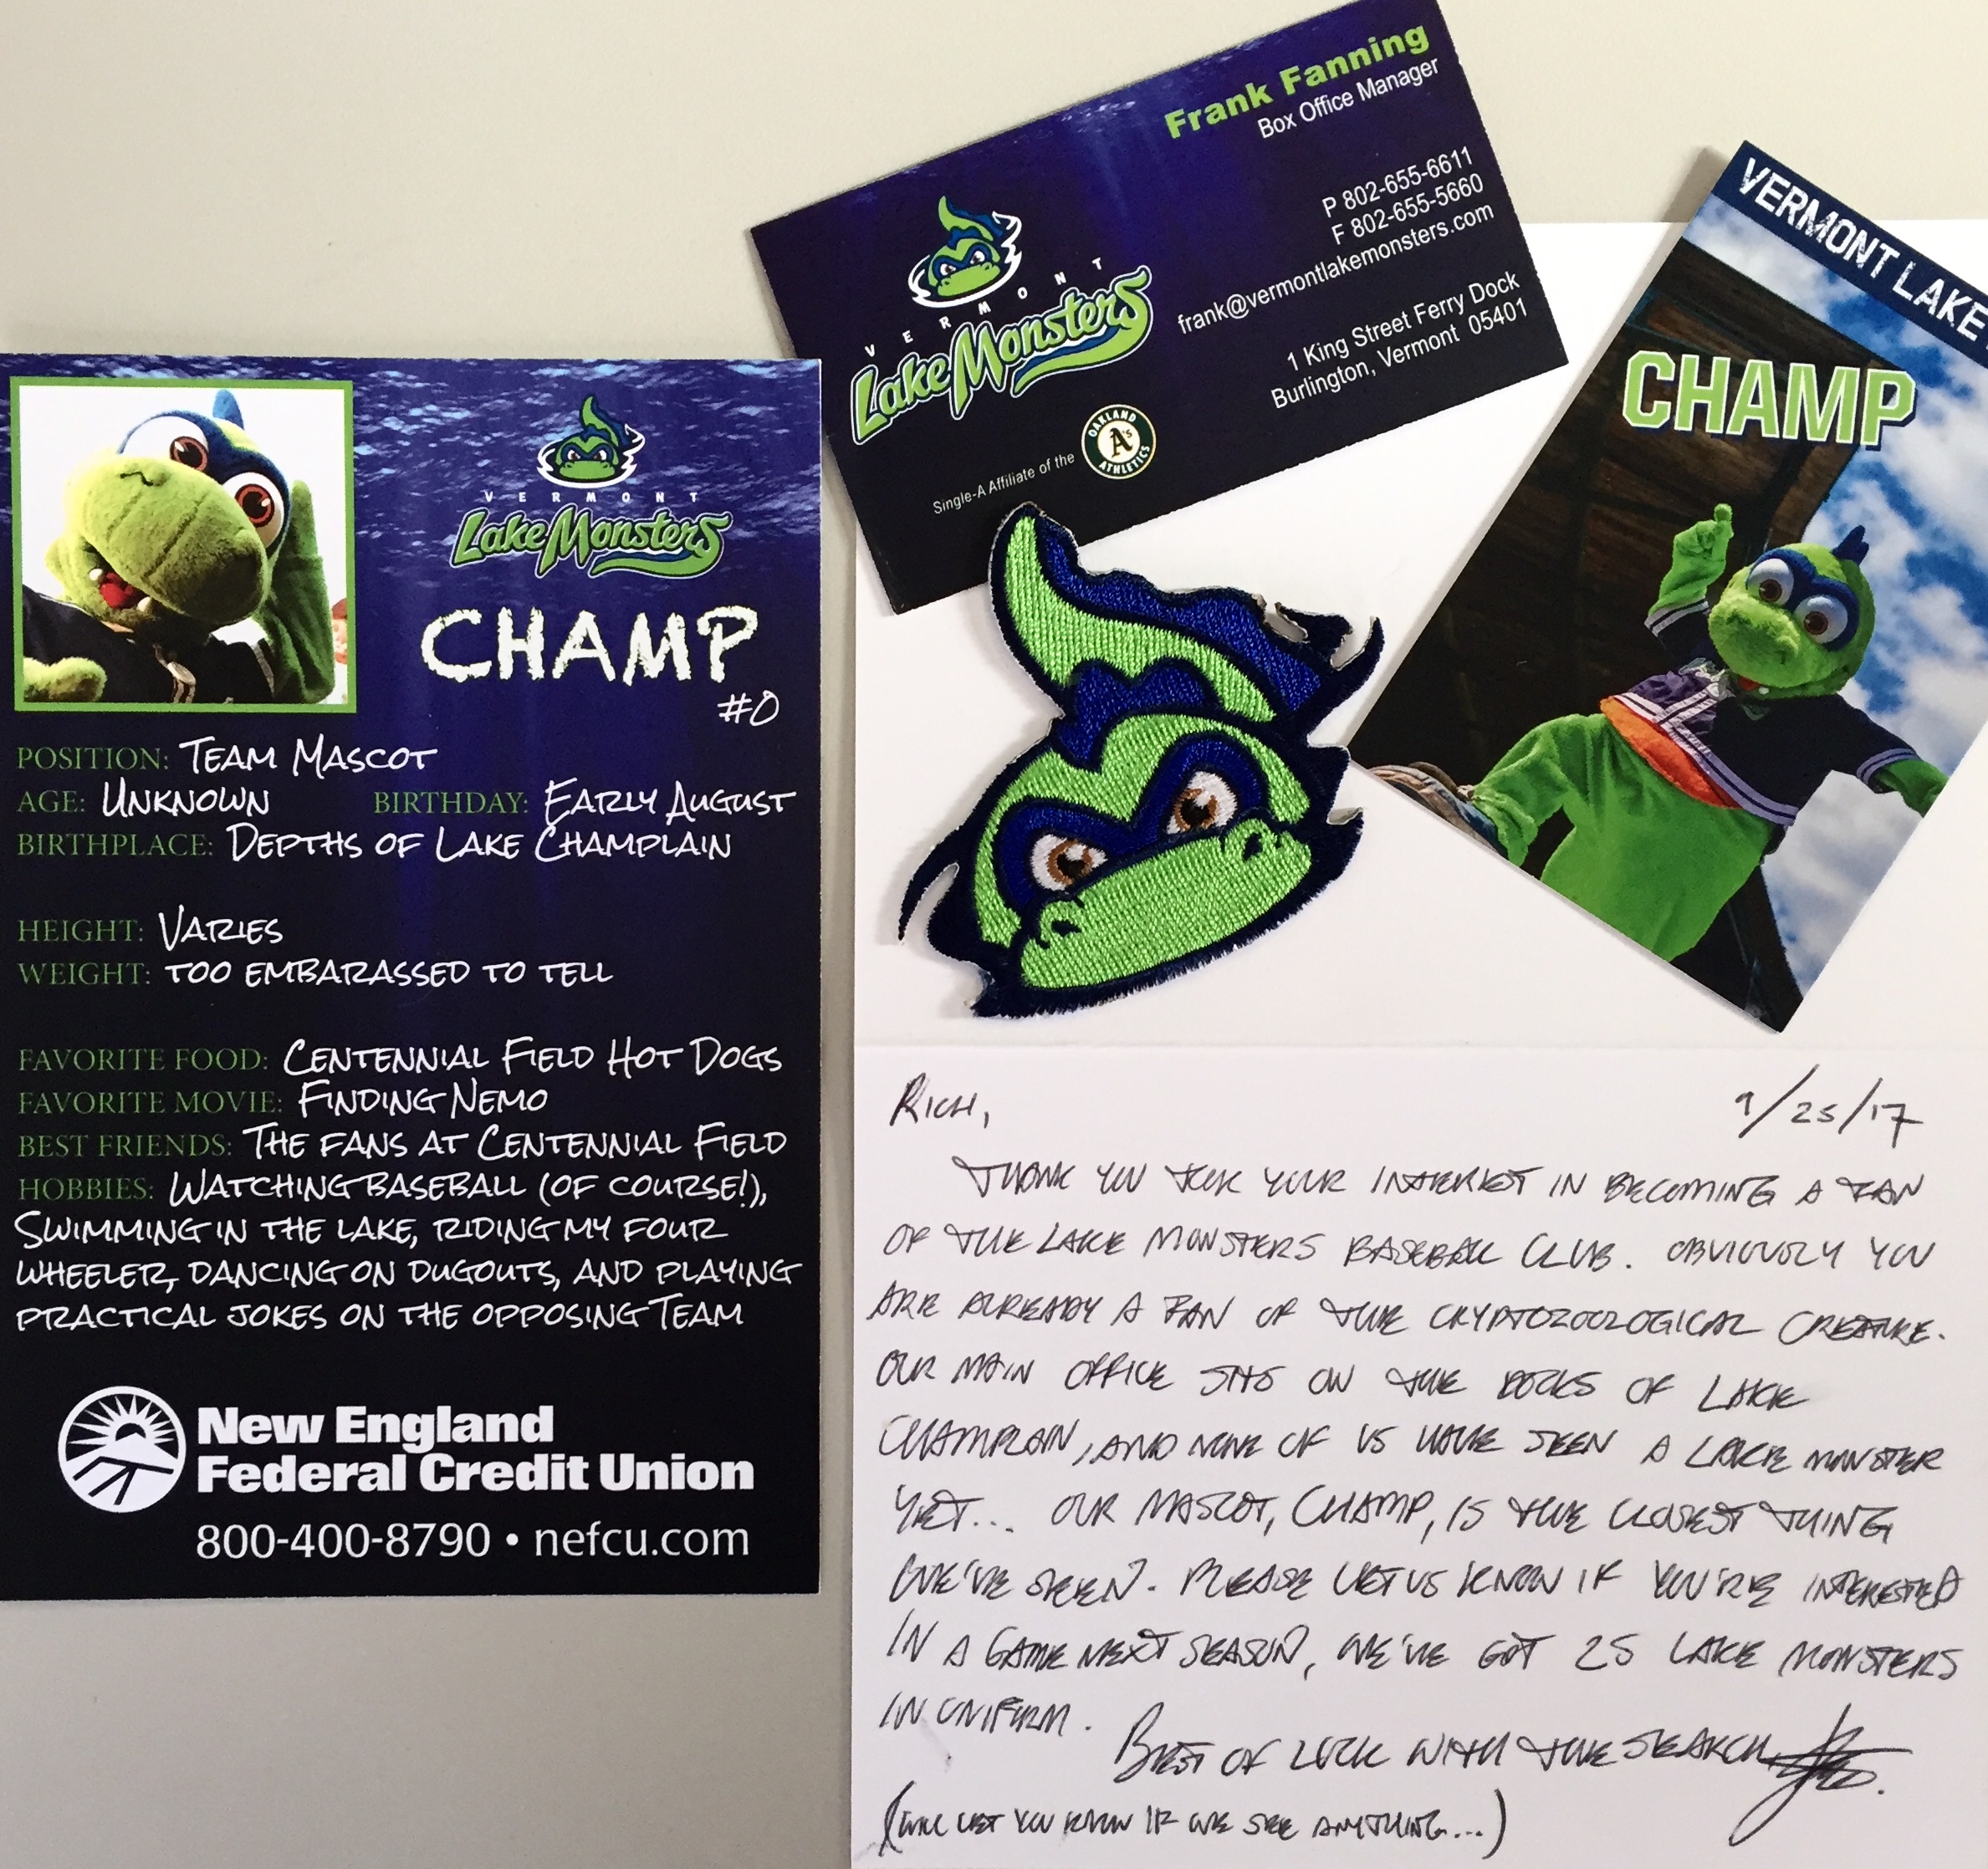 VERMONT
Lake Monsters
CHAMP
#0
POSITION: TEAM MASCOT
AGE: UNKNOWN BIRTHDAY: EARLY AUGUST
BIRTHPLACE: DEPTHS OF LAKE CHAMPLAIN
HEIGHT: VARIES
WEIGHT: TOO EMBARASSED TO TELL
FAVORITE FOOD: CENTENNIAL FIELD HOT DOGS
FAVORITE MOVIE: FINDING NEMO
BEST FRIENDS: THE FANS AT CENTENNIAL FIELD
HOBBIES: WATCHING BASEBALL (OF COURSE!),
SWIMMING IN THE LAKE, RIDING MY FOUR
WHEELER, DANCING ON DUGOUTS, AND PLAYING
PRACTICAL JOKES ON THE OPPOSING TEAM
New England
Federal Credit Union
800-400-8790 • nefcu.com
Frank Fanning
Box Office Manager
P 802-655-6611
F 802-655-5660
frank@vermontlakemonsters.com
1 King Street Ferry Dock
Burlington, Vermont 05401
VERMONT
Lake Monsters
Single-A Affiliate of the
OAKLAND
A's
ATHLETICS
VERMONT LAKE
CHAMP
RICH, 9/25/17
THANK YOU FOR YOUR INTEREST IN BECOMING A FAN
OF THE LAKE MONSTERS BASEBALL CLUB. OBVIOUSLY YOU
ARE ALREADY A FAN OF THE CRYPTOZOOLOGICAL CREATURE.
OUR MAIN OFFICE SITS ON THE DOCKS OF LAKE
CHAMPLAIN, AND NONE OF US HAVE SEEN A LAKE MONSTER
YET... OUR MASCOT, CHAMP, IS THE CLOSEST THING
WE'VE SEEN. PLEASE LET US KNOW IF YOU'RE INTERESTED
IN A GAME NEXT SEASON, WE'VE GOT 25 LAKE MONSTERS
IN UNIFORM.
BEST OF LUCK WITH THE SEARCH
(WILL LET YOU KNOW IF WE SEE ANYTHING...)